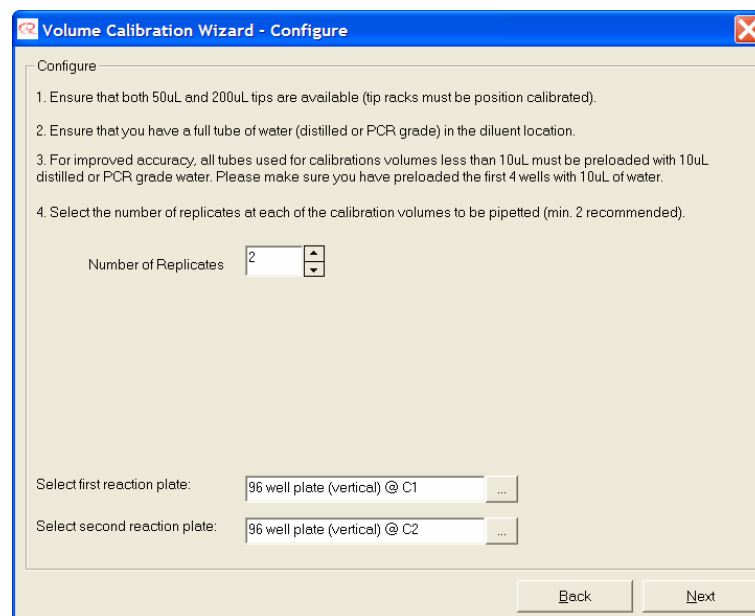 Volume Calibration Wizard - Configure
Configure
1. Ensure that both 50uL and 200uL tips are available (tip racks must be position calibrated).
2. Ensure that you have a full tube of water (distilled or PCR grade) in the diluent location.
3. For improved accuracy, all tubes used for calibrations volumes less than 10uL must be preloaded with 10uL
distilled or PCR grade water. Please make sure you have preloaded the first 4 wells with 10uL of water.
4. Select the number of replicates at each of the calibration volumes to be pipetted (min. 2 recommended).
Number of Replicates 2
Select first reaction plate: 96 well plate (vertical) @ C1 ...
Select second reaction plate: 96 well plate (vertical) @ C2 ...
Back Next